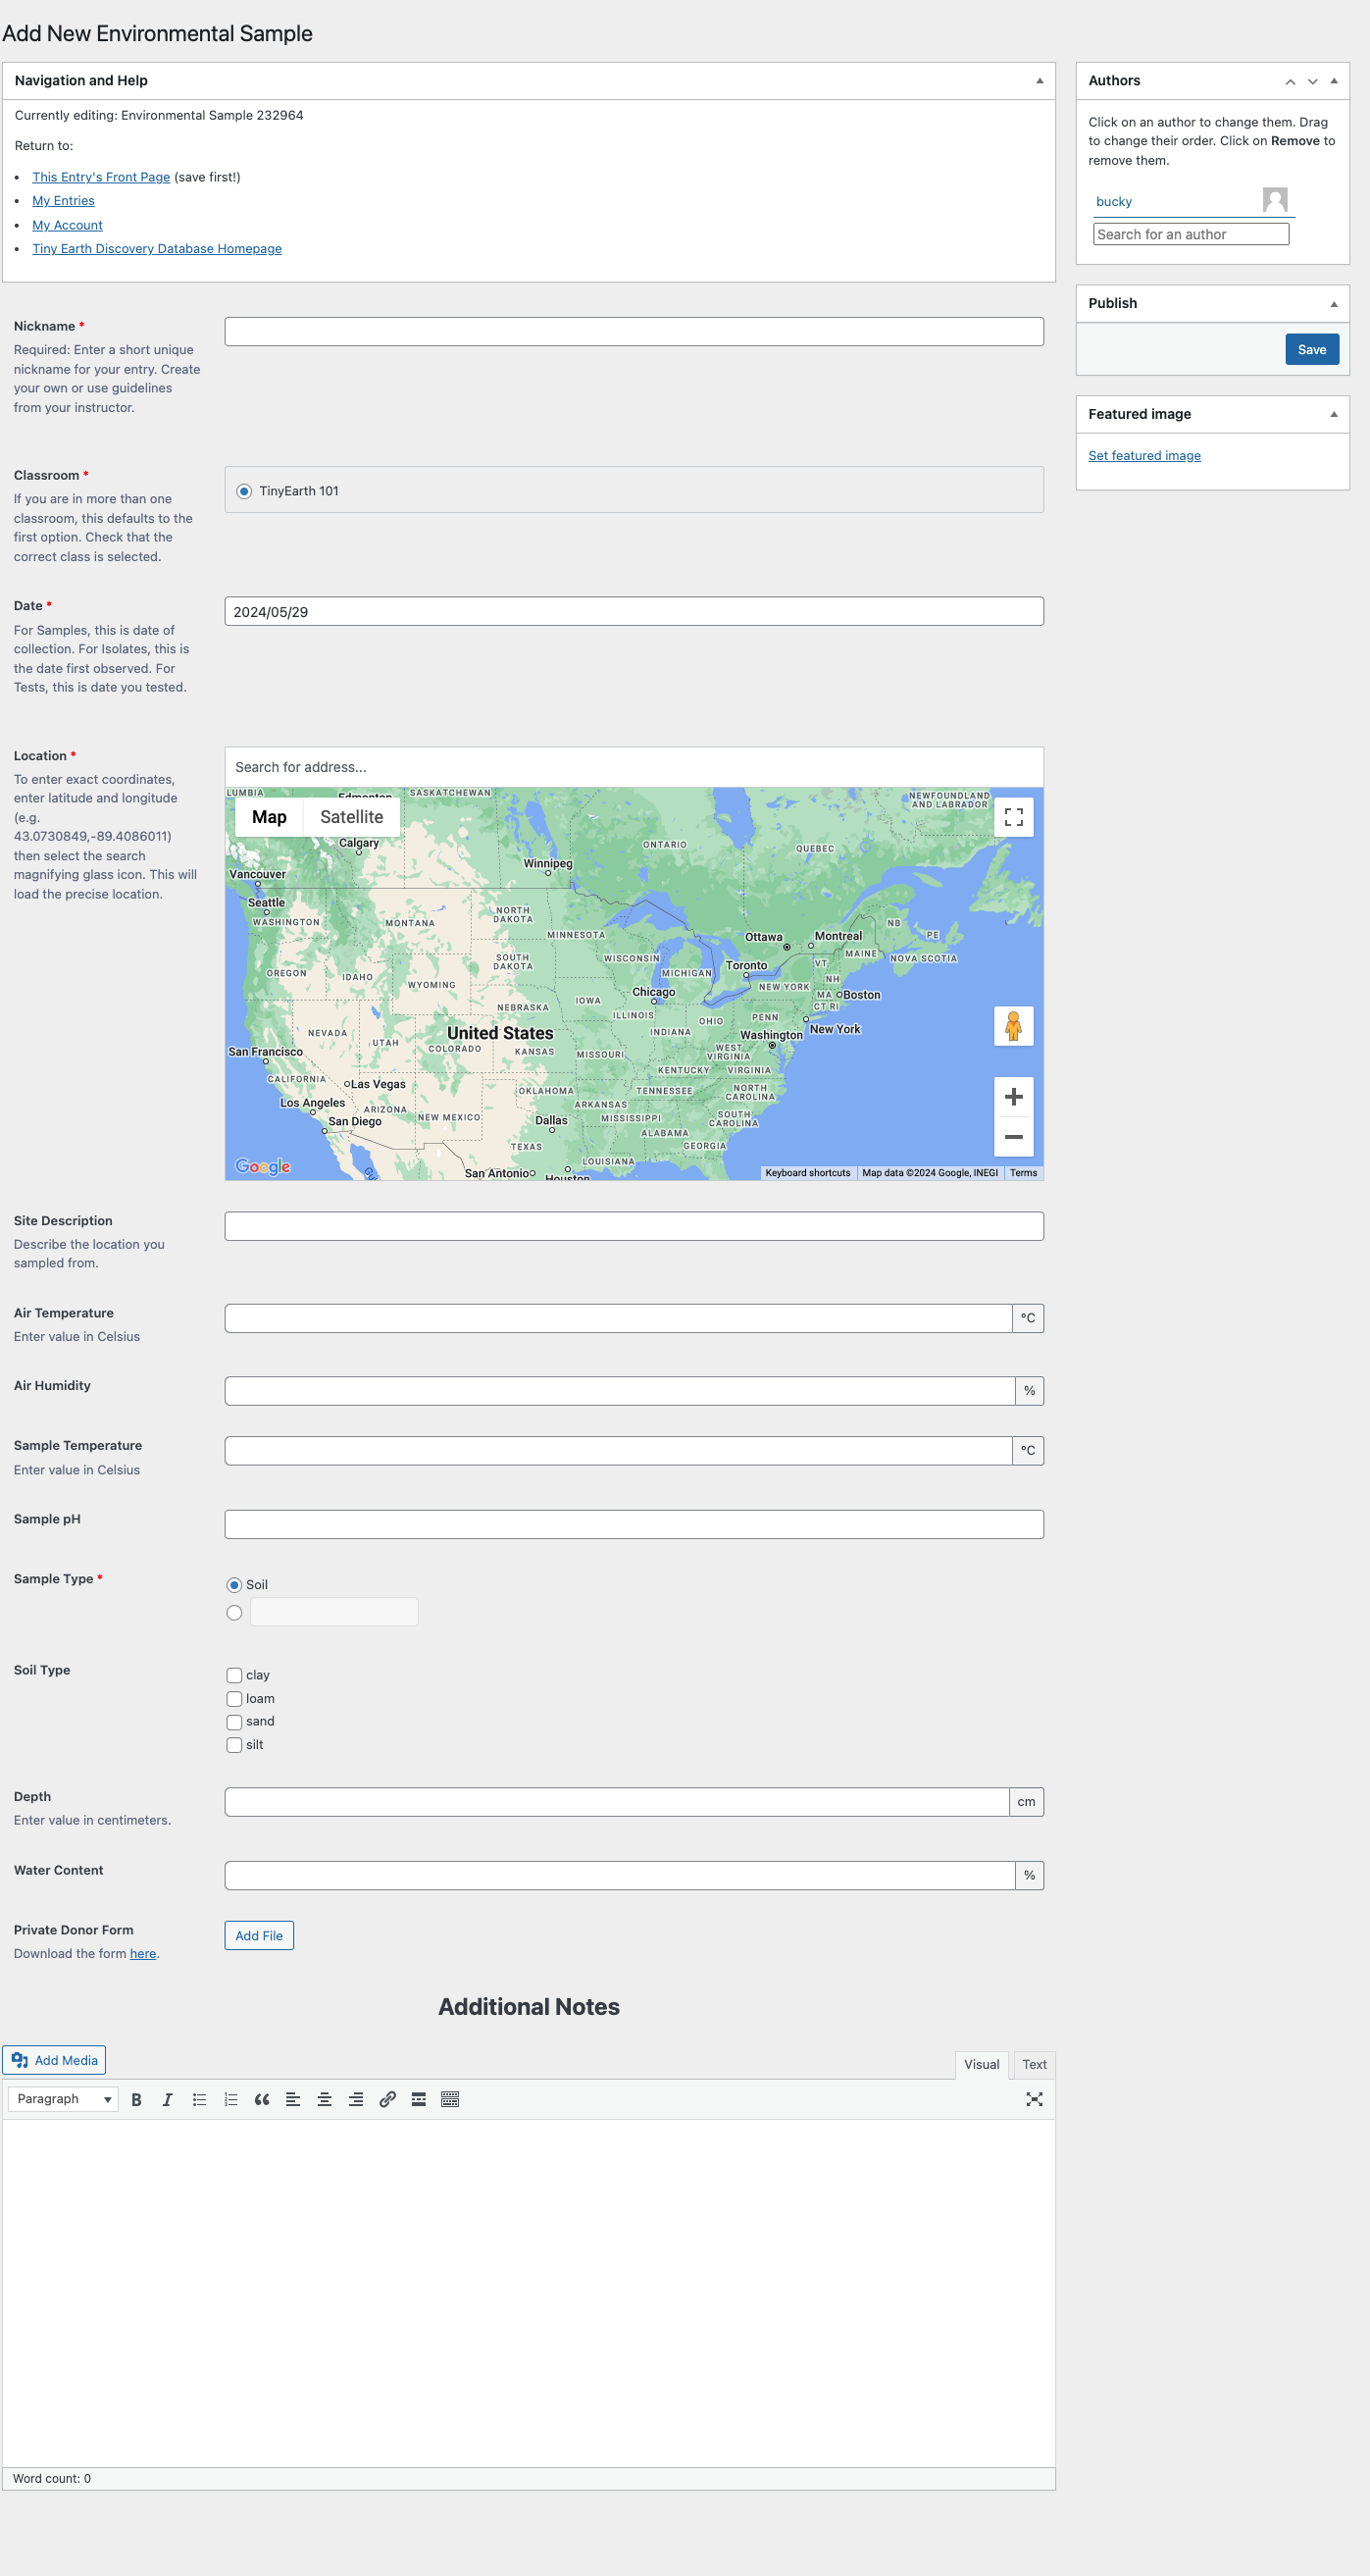 Add New Environmental Sample
Navigation and Help
Currently editing: Environmental Sample 232964
Return to:
• This Entry's Front Page (save first!)
• My Entries
• My Account
• Tiny Earth Discovery Database Homepage
Authors
Click on an author to change them. Drag
to change their order. Click on Remove to
remove them.
bucky
Search for an author
Publish
Save
Featured image
Set featured image
Nickname *
Required: Enter a short unique
nickname for your entry. Create
your own or use guidelines
from your instructor.
Classroom *
If you are in more than one
classroom, this defaults to the
first option. Check that the
correct class is selected.
TinyEarth 101
Date *
For Samples, this is date of
collection. For Isolates, this is
the date first observed. For
Tests, this is date you tested.
2024/05/29
Location *
To enter exact coordinates,
enter latitude and longitude
(e.g.
43.0730849,-89.4086011)
then select the search
magnifying glass icon. This will
load the precise location.
Search for address...
LUMBIA
Edmonton
SASKATCHEWAN
NEWFOUNDLAND
AND LABRADOR
Map
Satellite
Calgary
ONTARIO
QUEBEC
Winnipeg
Vancouver
Seattle
WASHINGTON
MONTANA
NORTH
DAKOTA
MINNESOTA
Ottawa
Montreal
NB
PE
MAINE
NOVA SCOTIA
OREGON
IDAHO
WYOMING
SOUTH
DAKOTA
WISCONSIN
MICHIGAN
Toronto
VT
NH
NEW YORK
MA
Boston
CT RI
Chicago
IOWA
NEBRASKA
ILLINOIS
INDIANA
OHIO
PENN
New York
NEVADA
UTAH
COLORADO
United States
KANSAS
MISSOURI
Washington
WEST
VIRGINIA
San Francisco
CALIFORNIA
Las Vegas
KENTUCKY
VIRGINIA
OKLAHOMA
TENNESSEE
NORTH
CAROLINA
Los Angeles
ARIZONA
NEW MEXICO
ARKANSAS
San Diego
Dallas
MISSISSIPPI
SOUTH
CAROLINA
ALABAMA
TEXAS
GEORGIA
LOUISIANA
San Antonio
Houston
Google
Keyboard shortcuts
Map data ©2024 Google, INEGI
Terms
Site Description
Describe the location you
sampled from.
Air Temperature
Enter value in Celsius
°C
Air Humidity
%
Sample Temperature
Enter value in Celsius
°C
Sample pH
Sample Type *
Soil
Soil Type
clay
loam
sand
silt
Depth
Enter value in centimeters.
cm
Water Content
%
Private Donor Form
Download the form here.
Add File
Additional Notes
Add Media
Visual
Text
Paragraph
B I
Word count: 0